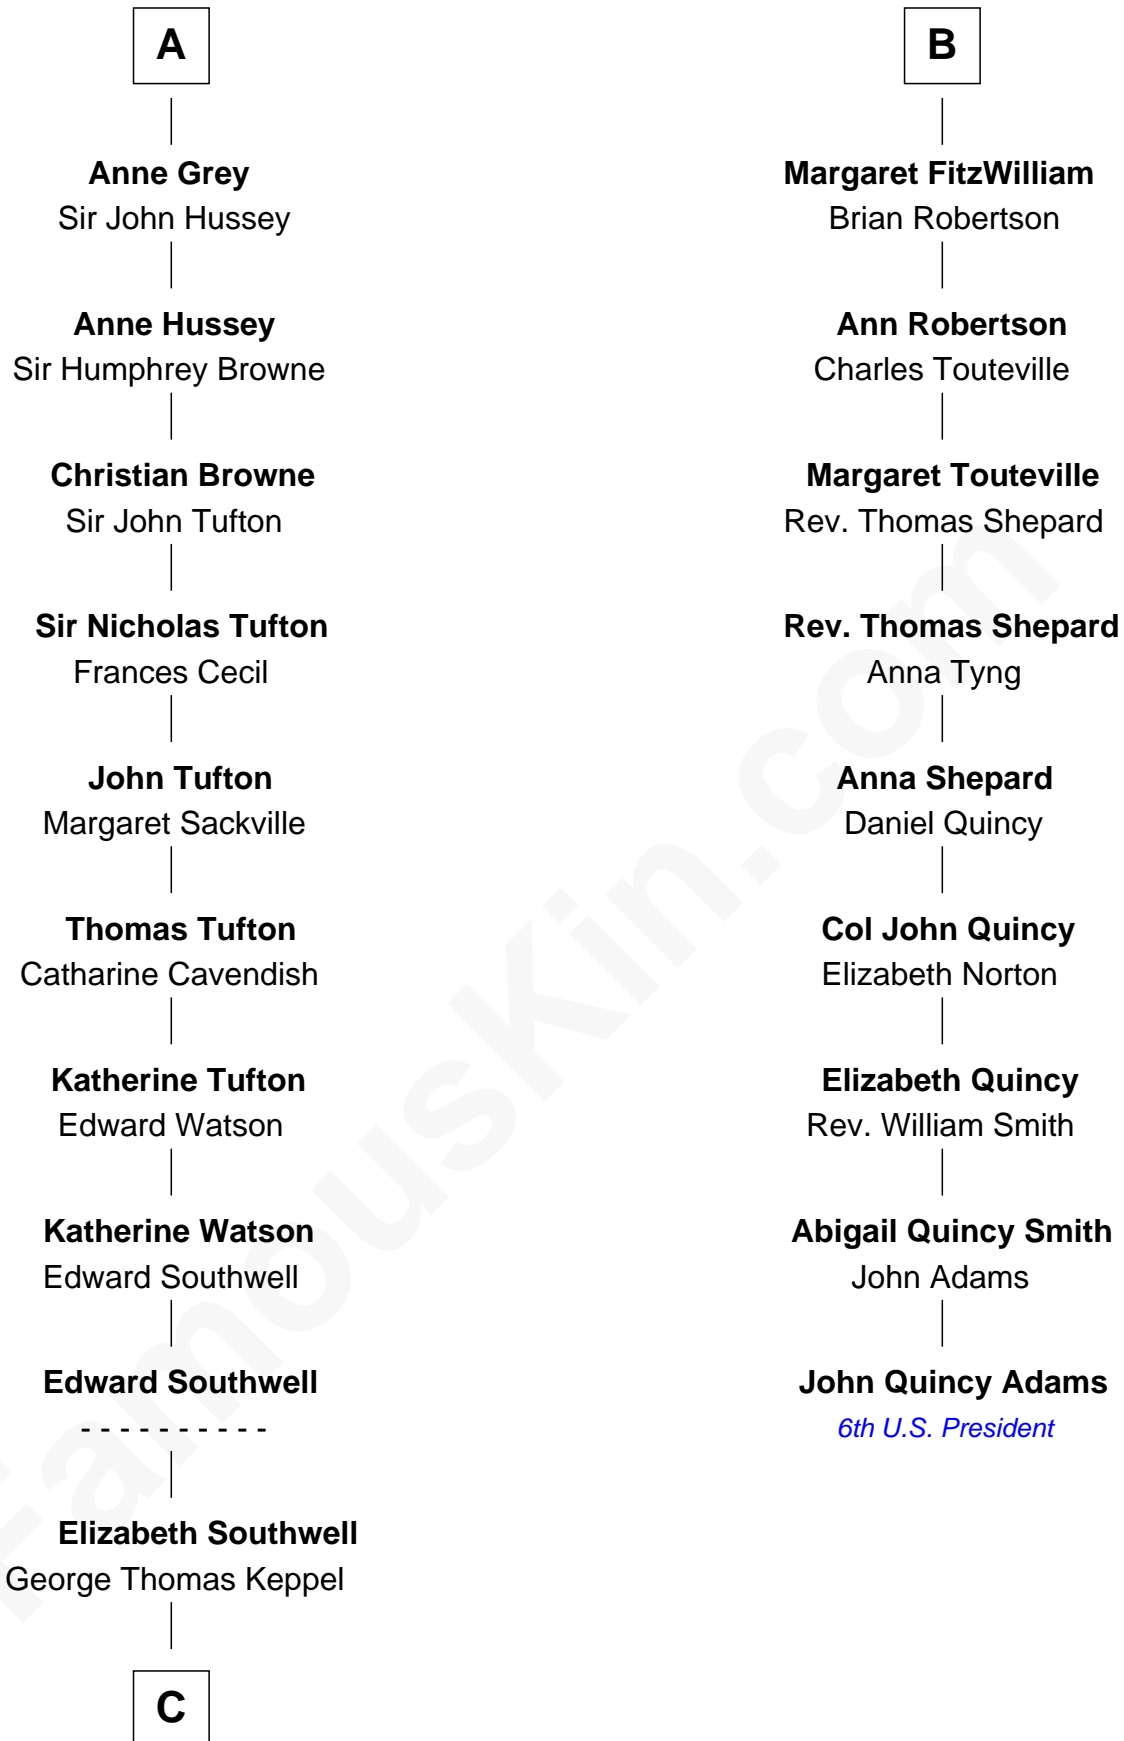 A
Anne Grey
Sir John Hussey
Anne Hussey
Sir Humphrey Browne
Christian Browne
Sir John Tufton
Sir Nicholas Tufton
Frances Cecil
John Tufton
Margaret Sackville
Thomas Tufton
Catharine Cavendish
Katherine Tufton
Edward Watson
Katherine Watson
Edward Southwell
Edward Southwell
- - - - - - - - - -
Elizabeth Southwell
George Thomas Keppel
C
B
Margaret FitzWilliam
Brian Robertson
Ann Robertson
Charles Touteville
Margaret Touteville
Rev. Thomas Shepard
Rev. Thomas Shepard
Anna Tyng
Anna Shepard
Daniel Quincy
Col John Quincy
Elizabeth Norton
Elizabeth Quincy
Rev. William Smith
Abigail Quincy Smith
John Adams
John Quincy Adams
6th U.S. President
FamousKin.com